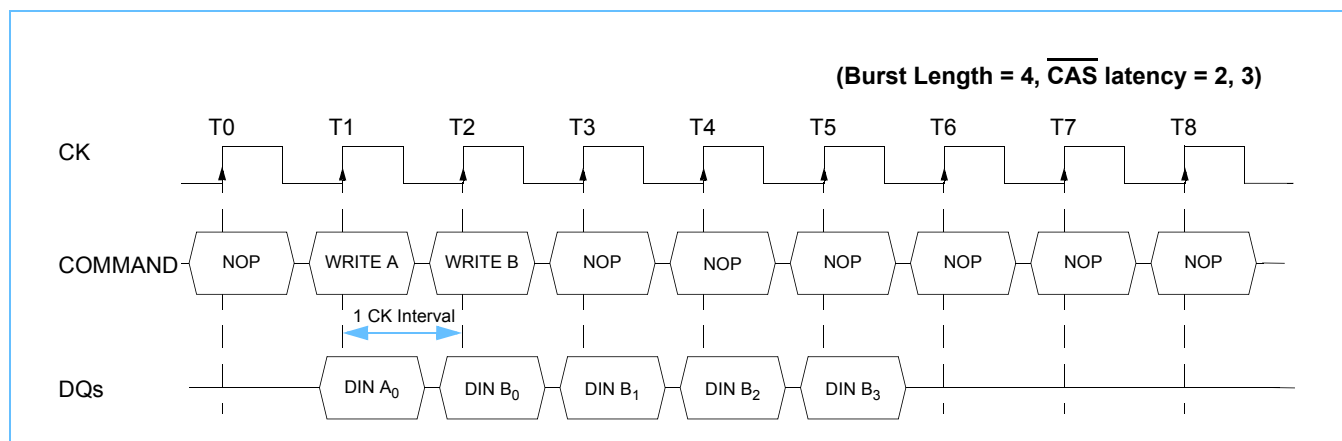 (Burst Length = 4, CAS latency = 2, 3)
T0 T1 T2 T3 T4 T5 T6 T7 T8
CK
COMMAND NOP WRITE A WRITE B NOP NOP NOP NOP NOP NOP
1 CK Interval
DQs DIN A0 DIN B0 DIN B1 DIN B2 DIN B3